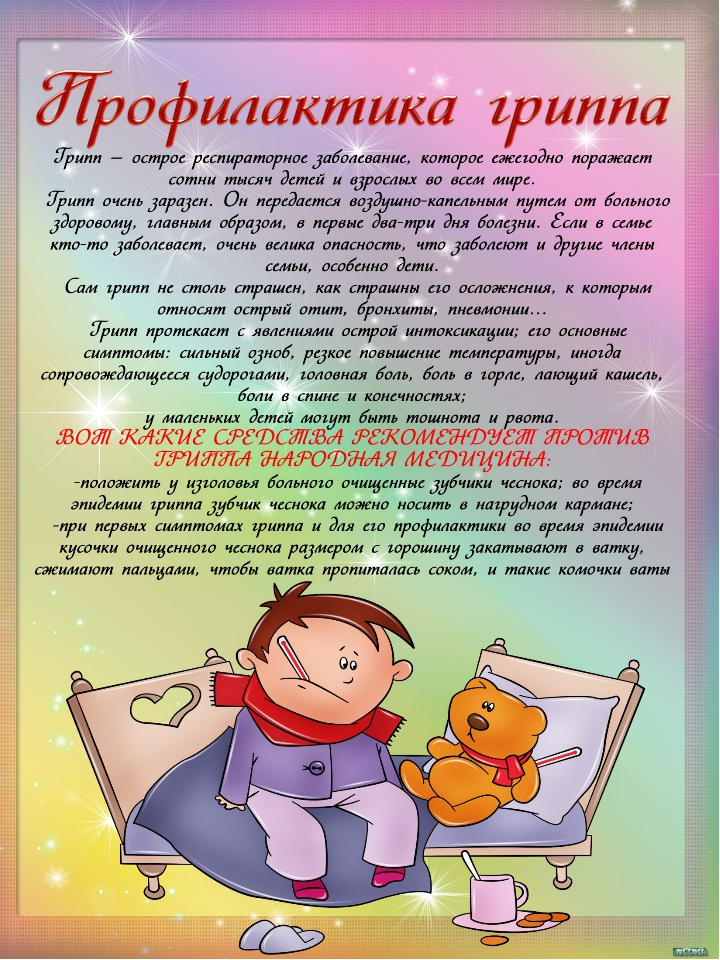 Профилактика гриппа
Грипп – острое респираторное заболевание, которое ежегодно поражает
сотни тысяч детей и взрослых во всем мире.
Грипп очень заразен. Он передается воздушно-капельным путем от больного
здоровому, главным образом, в первые два-три дня болезни. Если в семье
кто-то заболевает, очень велика опасность, что заболеют и другие члены
семьи, особенно дети.
Сам грипп не столь страшен, как страшны его осложнения, к которым
относят острый отит, бронхиты, пневмонии...
Грипп протекает с явлениями острой интоксикации; его основные
симптомы: сильный озноб, резкое повышение температуры, иногда
сопровождающееся судорогами, головная боль, боль в горле, лающий кашель,
боли в спине и конечностях;
у маленьких детей могут быть тошнота и рвота.
ВОТ КАКИЕ СРЕДСТВА РЕКОМЕНДУЕТ ПРОТИВ
ГРИППА НАРОДНАЯ МЕДИЦИНА:
-положить у изголовья больного очищенные зубчики чеснока; во время
эпидемии гриппа зубчик чеснока можно носить в нагрудном кармане;
-при первых симптомах гриппа и для его профилактики во время эпидемии
кусочки очищенного чеснока размером с горошину закатывают в ватку,
сжимают пальцами, чтобы ватка пропиталась соком, и такие комочки ваты